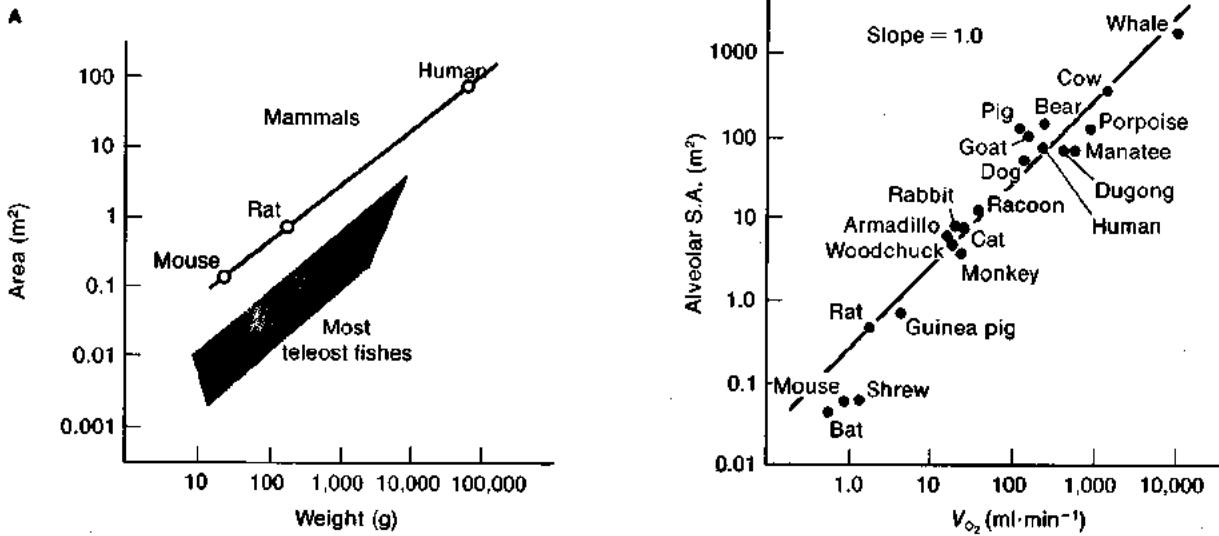 A
Area (m²)
100
10
1
0.1
0.01
0.001
Human
Mammals
Rat
Mouse
Most
teleost fishes
10 100 1,000 10,000 100,000
Weight (g)
Alveolar S.A. (m²)
1000
100
10
1.0
0.1
0.01
Slope = 1.0
Whale
Cow
Pig
Bear
Porpoise
Goat
Manatee
Dog
Dugong
Rabbit
Racoon
Human
Armadillo
Cat
Woodchuck
Monkey
Rat
Guinea pig
Mouse
Shrew
Bat
1.0 10 100 1,000 10,000
V_O₂ (ml·min⁻¹)